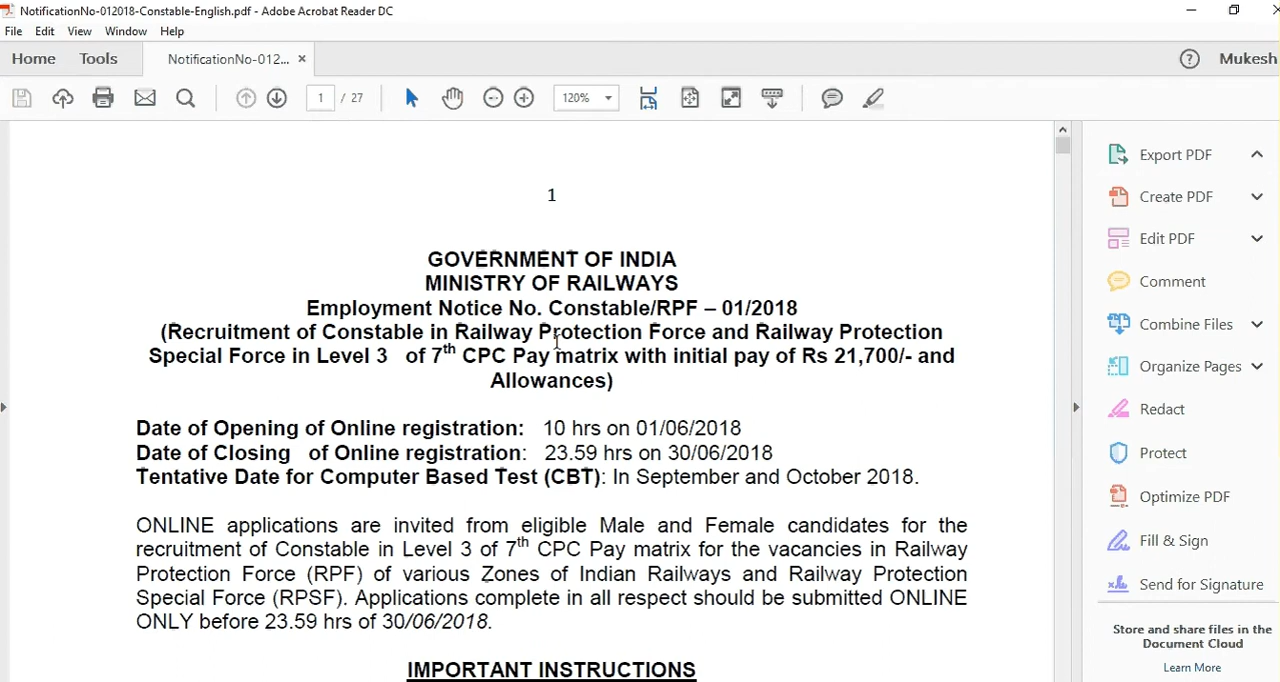 NotificationNo-012018-Constable-English.pdf - Adobe Acrobat Reader DC
File Edit View Window Help
Home Tools NotificationNo-012... × Mukesh
1 / 27 120%
1
GOVERNMENT OF INDIA
MINISTRY OF RAILWAYS
Employment Notice No. Constable/RPF – 01/2018
(Recruitment of Constable in Railway Protection Force and Railway Protection
Special Force in Level 3 of 7th CPC Pay matrix with initial pay of Rs 21,700/- and
Allowances)
Date of Opening of Online registration: 10 hrs on 01/06/2018
Date of Closing of Online registration: 23.59 hrs on 30/06/2018
Tentative Date for Computer Based Test (CBT): In September and October 2018.
ONLINE applications are invited from eligible Male and Female candidates for the
recruitment of Constable in Level 3 of 7th CPC Pay matrix for the vacancies in Railway
Protection Force (RPF) of various Zones of Indian Railways and Railway Protection
Special Force (RPSF). Applications complete in all respect should be submitted ONLINE
ONLY before 23.59 hrs of 30/06/2018.
IMPORTANT INSTRUCTIONS
Export PDF
Create PDF
Edit PDF
Comment
Combine Files
Organize Pages
Redact
Protect
Optimize PDF
Fill & Sign
Send for Signature
Store and share files in the
Document Cloud
Learn More